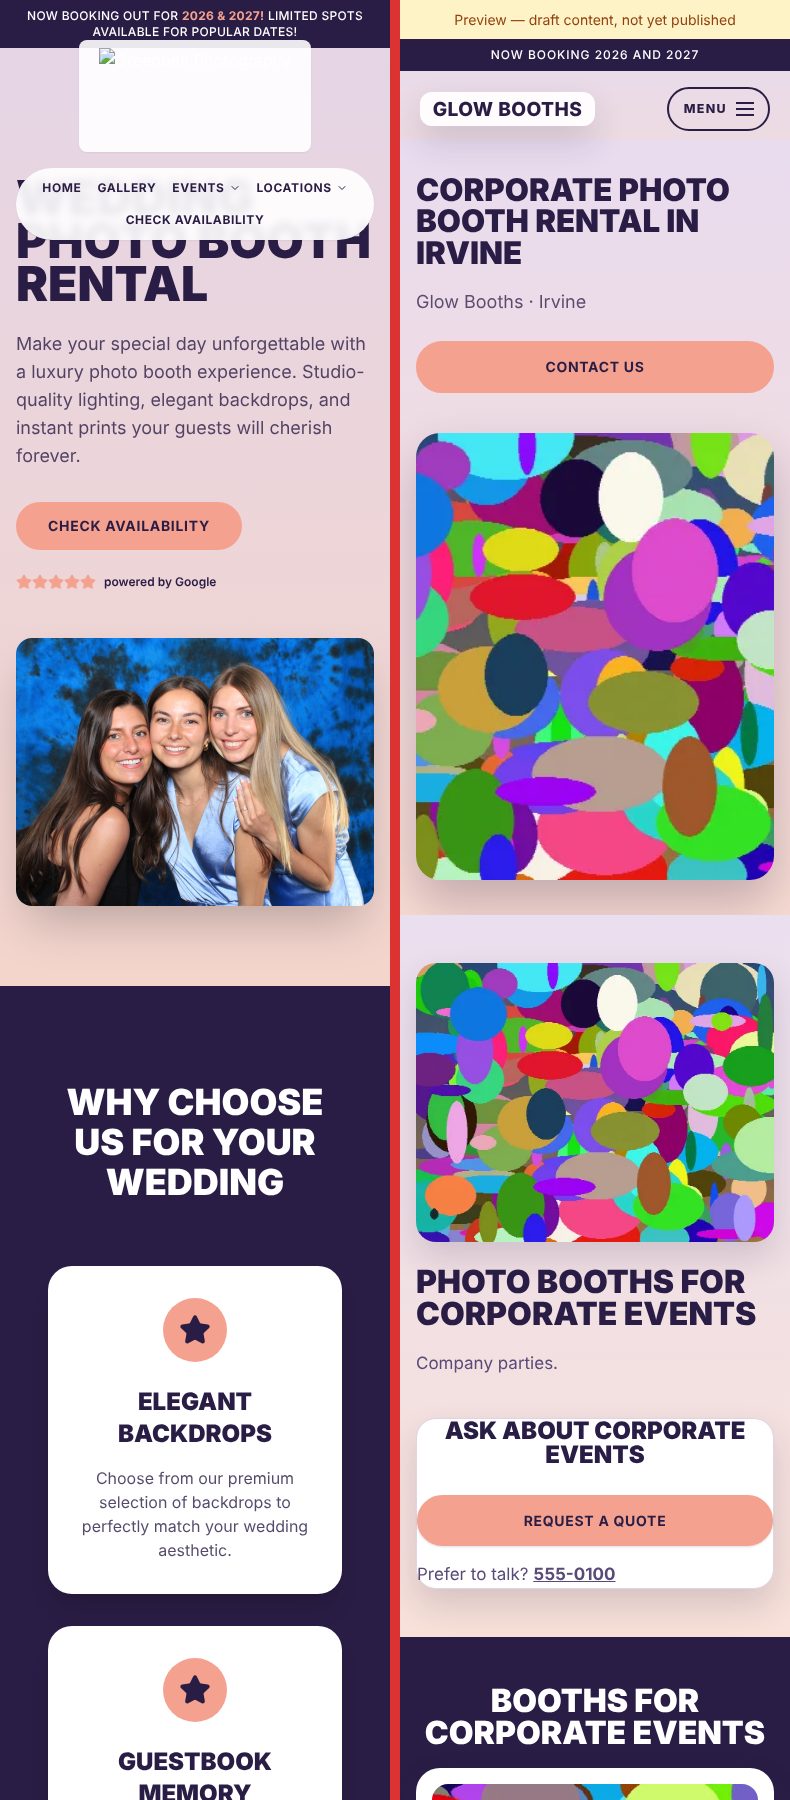 NOW BOOKING OUT FOR 2026 & 2027! LIMITED SPOTS
AVAILABLE FOR POPULAR DATES!
HOME GALLERY EVENTS LOCATIONS
CHECK AVAILABILITY
WEDDING
PHOTO BOOTH
RENTAL
Make your special day unforgettable with
a luxury photo booth experience. Studio-
quality lighting, elegant backdrops, and
instant prints your guests will cherish
forever.
CHECK AVAILABILITY
powered by Google
WHY CHOOSE
US FOR YOUR
WEDDING
ELEGANT
BACKDROPS
Choose from our premium
selection of backdrops to
perfectly match your wedding
aesthetic.
GUESTBOOK
MEMORY
Preview — draft content, not yet published
NOW BOOKING 2026 AND 2027
GLOW BOOTHS
MENU
CORPORATE PHOTO
BOOTH RENTAL IN
IRVINE
Glow Booths · Irvine
CONTACT US
PHOTO BOOTHS FOR
CORPORATE EVENTS
Company parties.
ASK ABOUT CORPORATE
EVENTS
REQUEST A QUOTE
Prefer to talk? 555-0100
BOOTHS FOR
CORPORATE EVENTS